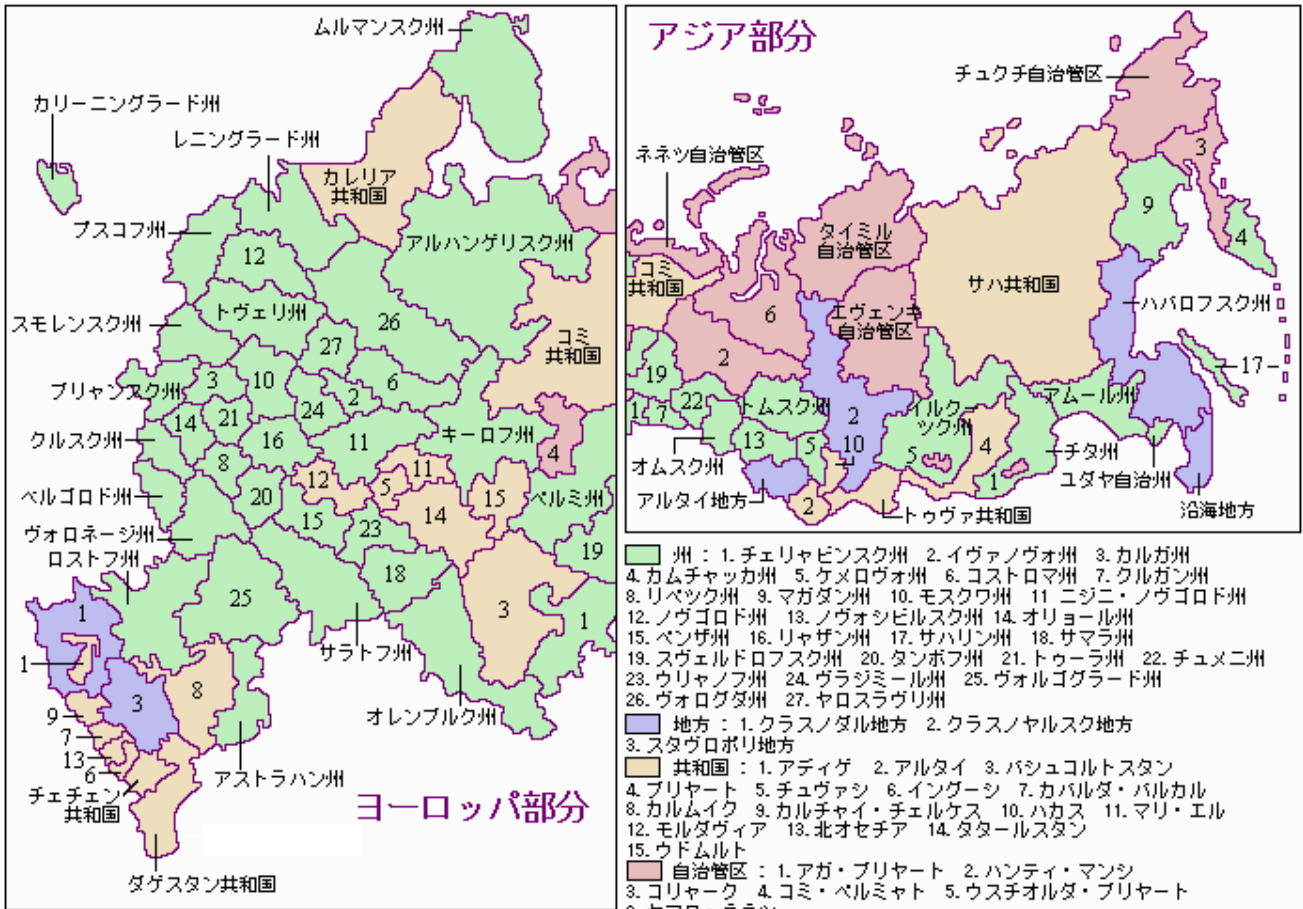 ムルマンスク州
カリーニングラード州
レニングラード州
カレリア
共和国
プスコフ州
アルハンゲリスク州
12
トヴェリ州
スモレンスク州
26
コミ
共和国
27
ブリャンスク州
3
10
6
2
14
21
24
クルスク州
16
11
キーロフ州
4
8
12
11
5
15
ベルゴロド州
20
ペルミ州
15
14
ヴォロネージ州
23
19
ロストフ州
18
25
3
1
1
1
サラトフ州
8
3
オレンブルク州
9
7
13
6
アストラハン州
チェチェン
共和国
ヨーロッパ部分
ダゲスタン共和国
アジア部分
チュクチ自治管区
3
ネネツ自治管区
9
4
タイミル
自治管区
コミ
共和国
サハ共和国
6
エヴェンキ
自治管区
ハバロフスク州
2
19
17
22
トムスク州
アムール州
1
7
2
イルクーツク州
13
5
10
4
オムスク州
5
チタ州
ユダヤ自治州
アルタイ地方
1
2
トゥヴァ共和国
沿海地方
州 : 1. チェリャビンスク州 2. イヴァノヴォ州 3. カルガ州
4. カムチャッカ州 5. ケメロヴォ州 6. コストロマ州 7. クルガン州
8. リペツク州 9. マガダン州 10. モスクワ州 11 ニジニ・ノヴゴロド州
12. ノヴゴロド州 13. ノヴォシビルスク州 14. オリョール州
15. ペンザ州 16. リャザン州 17. サハリン州 18. サマラ州
19. スヴェルドロフスク州 20. タンボフ州 21. トゥーラ州 22. チュメニ州
23. ウリャノフ州 24. ヴラジミール州 25. ヴォルゴグラード州
26. ヴォログダ州 27. ヤロスラヴリ州
地方 : 1. クラスノダル地方 2. クラスノヤルスク地方
3. スタヴロポリ地方
共和国 : 1. アディゲ 2. アルタイ 3. バシュコルトスタン
4. ブリヤート 5. チュヴァシ 6. イングーシ 7. カバルダ・バルカル
8. カルムイク 9. カルチャイ・チェルケス 10. ハカス 11. マリ・エル
12. モルダヴィア 13. 北オセチア 14. タタールスタン
15. ウドムルト
自治管区 : 1. アガ・ブリヤート 2. ハンティ・マンシ
3. コリャーク 4. コミ・ペルミャト 5. ウスチオルダ・ブリヤート